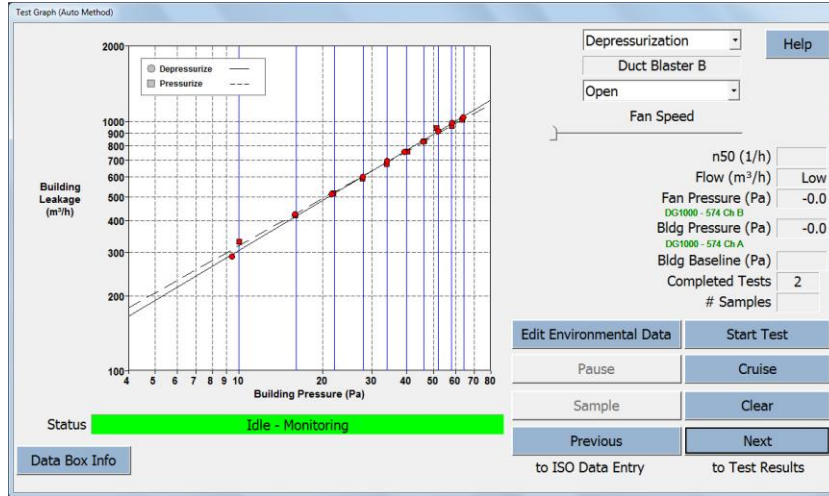 Test Graph (Auto Method)
2000
1000
900
800
700
600
500
400
300
200
100
Depressurize
Pressurize
Building
Leakage
(m³/h)
4 5 6 7 8 9 10 20 30 40 50 60 70 80
Building Pressure (Pa)
Status Idle - Monitoring
Data Box Info
Depressurization
Help
Duct Blaster B
Open
Fan Speed
n50 (1/h)
Flow (m³/h) Low
Fan Pressure (Pa) -0.0
DG1000 - 574 Ch B
Bldg Pressure (Pa) -0.0
DG1000 - 574 Ch A
Bldg Baseline (Pa)
Completed Tests 2
# Samples
Edit Environmental Data Start Test
Pause Cruise
Sample Clear
Previous Next
to ISO Data Entry to Test Results